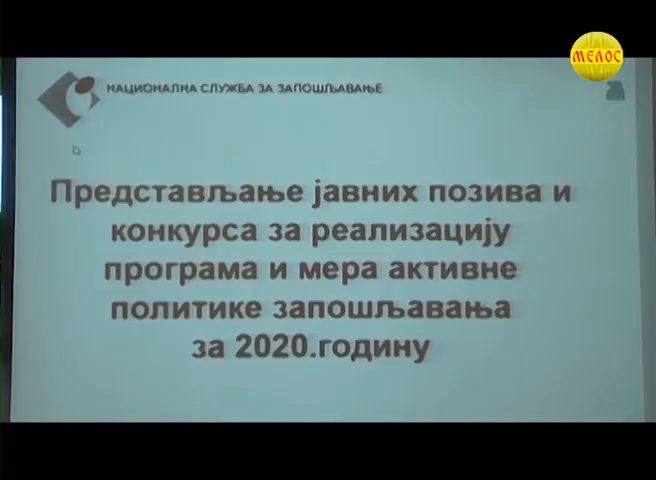 МЕЛОС
НАЦИОНАЛНА СЛУЖБА ЗА ЗАПОШЉАВАЊЕ
Представљање јавних позива и
конкурса за реализацију
програма и мера активне
политике запошљавања
за 2020.годину